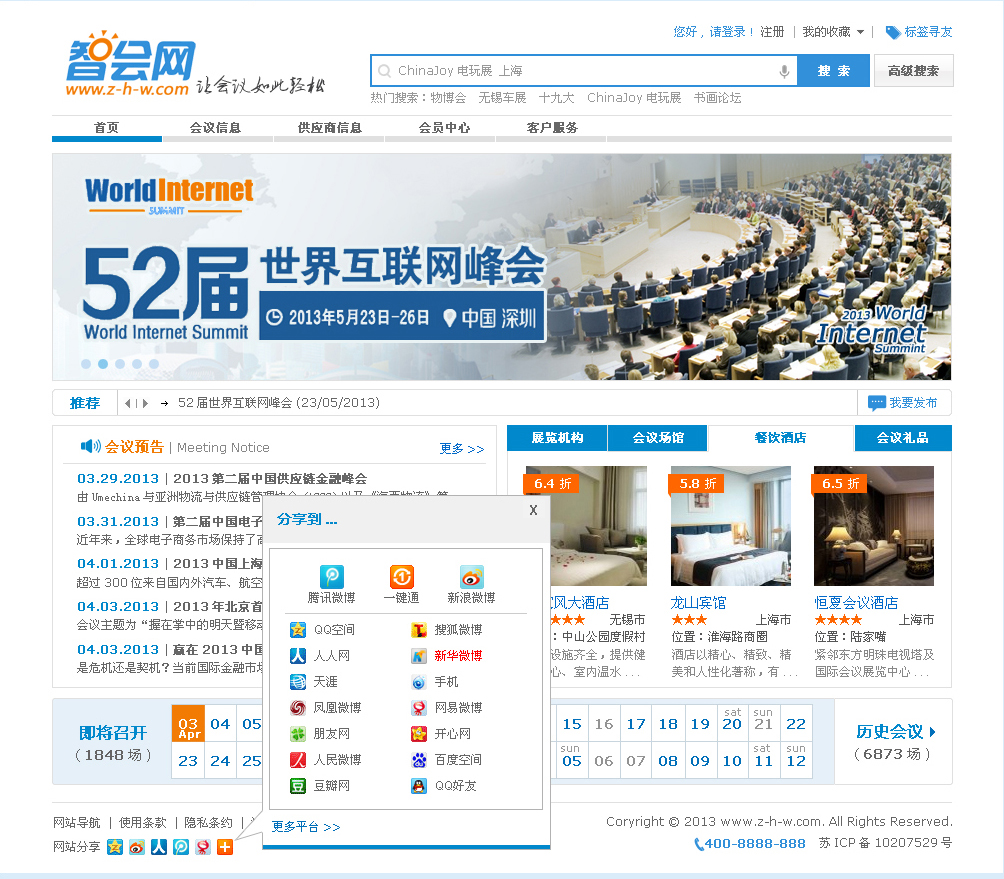 您好，请登录！ 注册 | 我的收藏 | 标签寻友
智会网
www.z-h-w.com 让会议如此轻松
ChinaJoy 电玩展 上海
搜 索
高级搜索
热门搜索：物博会 无锡车展 十九大 ChinaJoy 电玩展 书画论坛
首页 会议信息 供应商信息 会员中心 客户服务
WorldInternet
SUMMIT
52届 世界互联网峰会
World Internet Summit
2013年5月23日-26日 中国 深圳
2013 World
Internet
Summint
推荐
52 届世界互联网峰会 (23/05/2013)
我要发布
会议预告 | Meeting Notice
更多 >>
03.29.2013 | 2013 第二届中国供应链金融峰会
由 Umechina 与亚洲物流与供应链管
03.31.2013 | 第二届中国电子
近年来，全球电子商务市场保持了高
04.01.2013 | 2013 中国上海
超过 300 位来自国内外汽车、航空
04.03.2013 | 2013 年北京首
会议主题为“握在掌中的明天暨移动
04.03.2013 | 赢在 2013 中国
是危机还是契机？当前国际金融市场
分享到 ...
X
腾讯微博 一键通 新浪微博
QQ空间 搜狐微博
人人网 新华微博
天涯 手机
凤凰微博 网易微博
朋友网 开心网
人民微博 百度空间
豆瓣网 QQ好友
更多平台 >>
展览机构 会议场馆 餐饮酒店 会议礼品
6.4 折
风大酒店
无锡市
：中山公园度假村
设施齐全，提供健
心、室内温水 ...
5.8 折
龙山宾馆
上海市
位置：淮海路商圈
酒店以精心、精致、精
美和人性化著称，有 ...
6.5 折
恒夏会议酒店
上海市
位置：陆家嘴
紧邻东方明珠电视塔及
国际会议展览中心 ...
即将召开
（1848 场）
03 Apr 04 05
23 24 25
15 16 17 18 19 sat 20 sun 21 22
sun 05 06 07 08 09 10 sat 11 sun 12
历史会议
（6873 场）
网站导航 | 使用条款 | 隐私条约 |
网站分享
Copyright © 2013 www.z-h-w.com. All Rights Reserved.
400-8888-888 苏 ICP 备 10207529 号